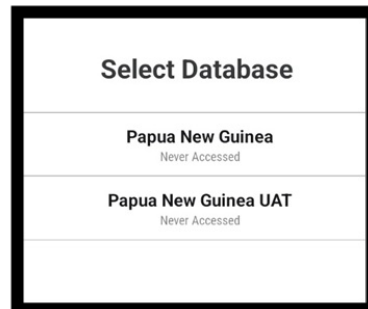 Select Database
Papua New Guinea
Never Accessed
Papua New Guinea UAT
Never Accessed